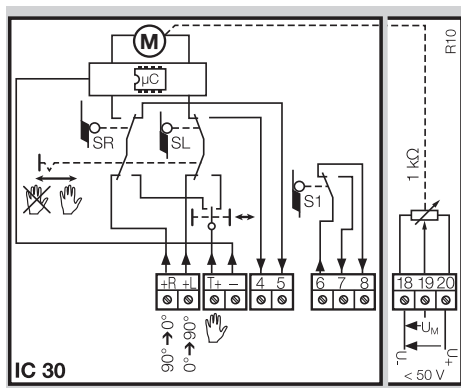 M
µC
R10
SR
SL
S1
1 kΩ
+R
+L
T+
–
4
5
6
7
8
18
19
20
90° → 0°
0° → 90°
U_M
U-
U+
< 50 V
IC 30